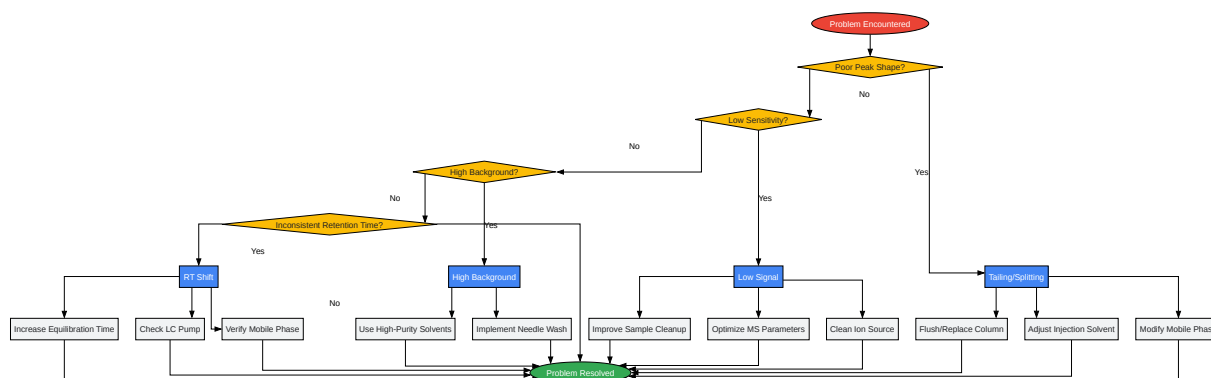 Problem Encountered
Poor Peak Shape?
No
Low Sensitivity?
No
High Background?
Yes
No
Yes
Inconsistent Retention Time?
Yes
Yes
RT Shift
High Background
Low Signal
Tailing/Splitting
No
Increase Equilibration Time
Check LC Pump
Verify Mobile Phase
Use High-Purity Solvents
Implement Needle Wash
Improve Sample Cleanup
Optimize MS Parameters
Clean Ion Source
Flush/Replace Column
Adjust Injection Solvent
Modify Mobile Phas
Problem Resolved